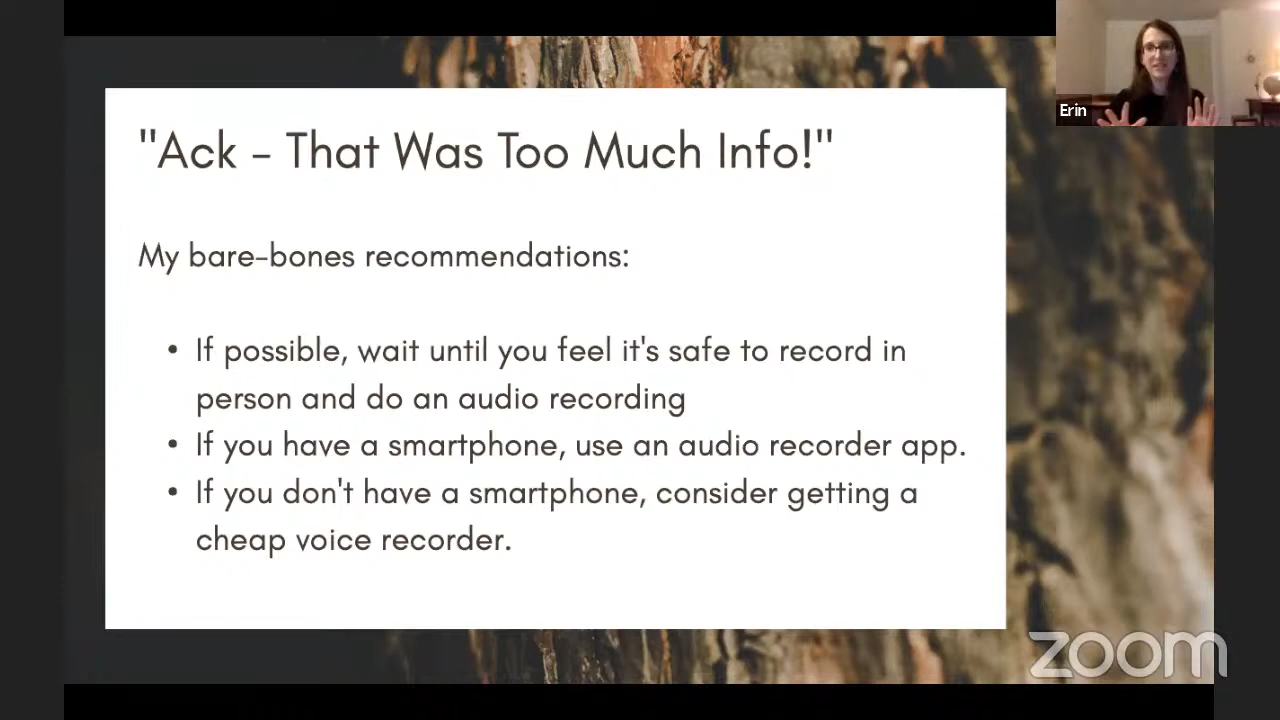 Erin
"Ack - That Was Too Much Info!"
My bare-bones recommendations:
• If possible, wait until you feel it's safe to record in
person and do an audio recording
• If you have a smartphone, use an audio recorder app.
• If you don't have a smartphone, consider getting a
cheap voice recorder.
zoom